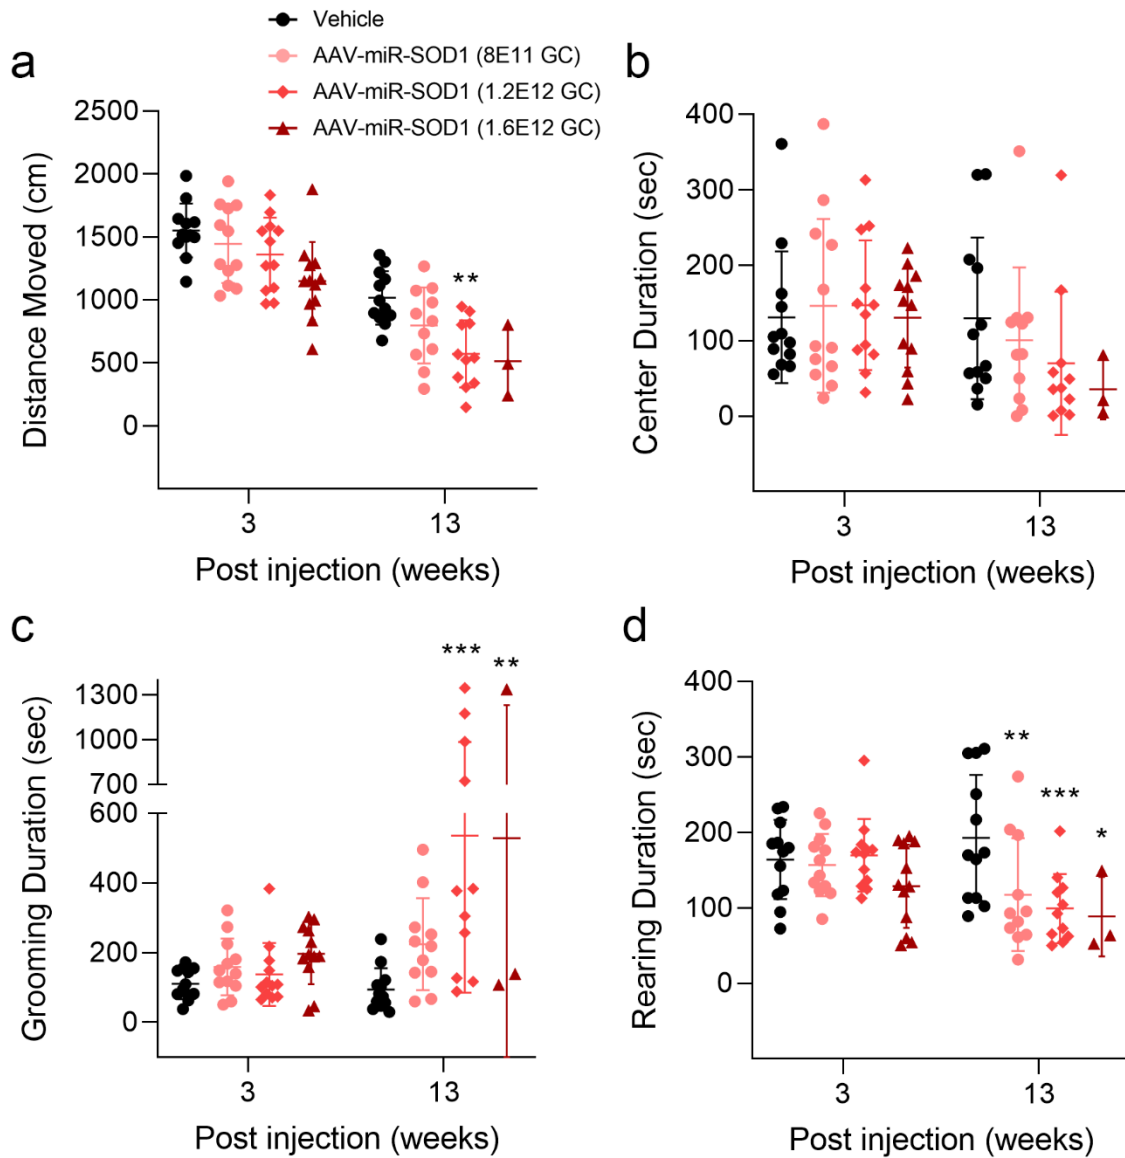 Vehicle
AAV-miR-SOD1 (8E11 GC)
AAV-miR-SOD1 (1.2E12 GC)
AAV-miR-SOD1 (1.6E12 GC)
a
Distance Moved (cm)
2500
2000
1500
1000
500
0
**
3
13
Post injection (weeks)
b
Center Duration (sec)
400
300
200
100
0
3
13
Post injection (weeks)
c
Grooming Duration (sec)
1300
1000
700
600
400
200
0
***
**
3
13
Post injection (weeks)
d
Rearing Duration (sec)
400
300
200
100
0
**
***
*
3
13
Post injection (weeks)